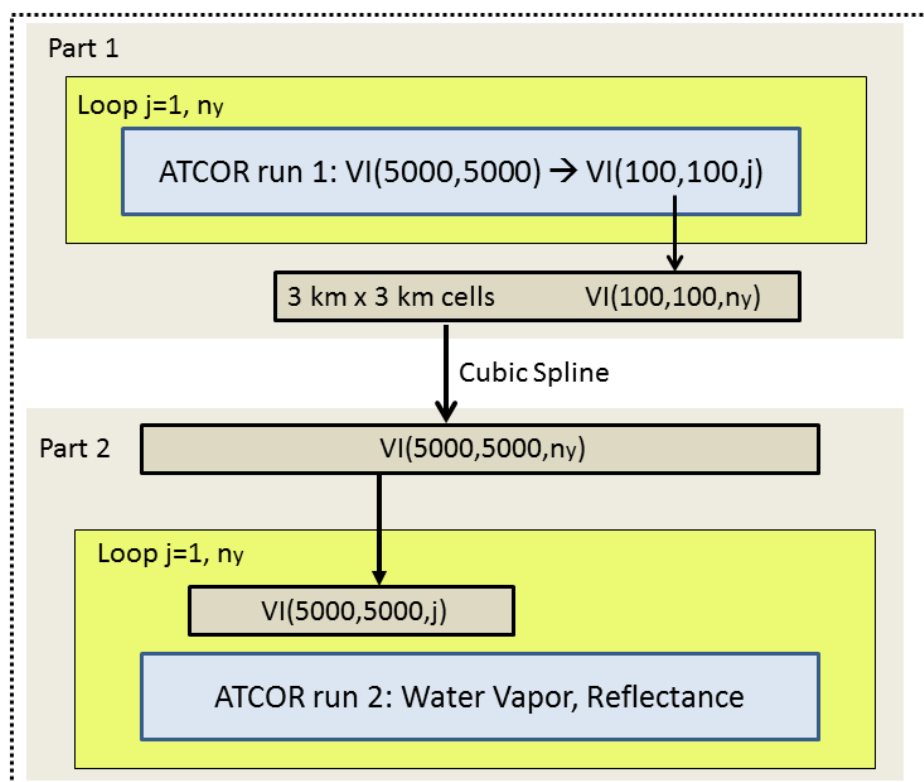 Part 1
Loop j=1, ny
ATCOR run 1: VI(5000,5000) → VI(100,100,j)
3 km x 3 km cells VI(100,100,ny)
Cubic Spline
Part 2
VI(5000,5000,ny)
Loop j=1, ny
VI(5000,5000,j)
ATCOR run 2: Water Vapor, Reflectance